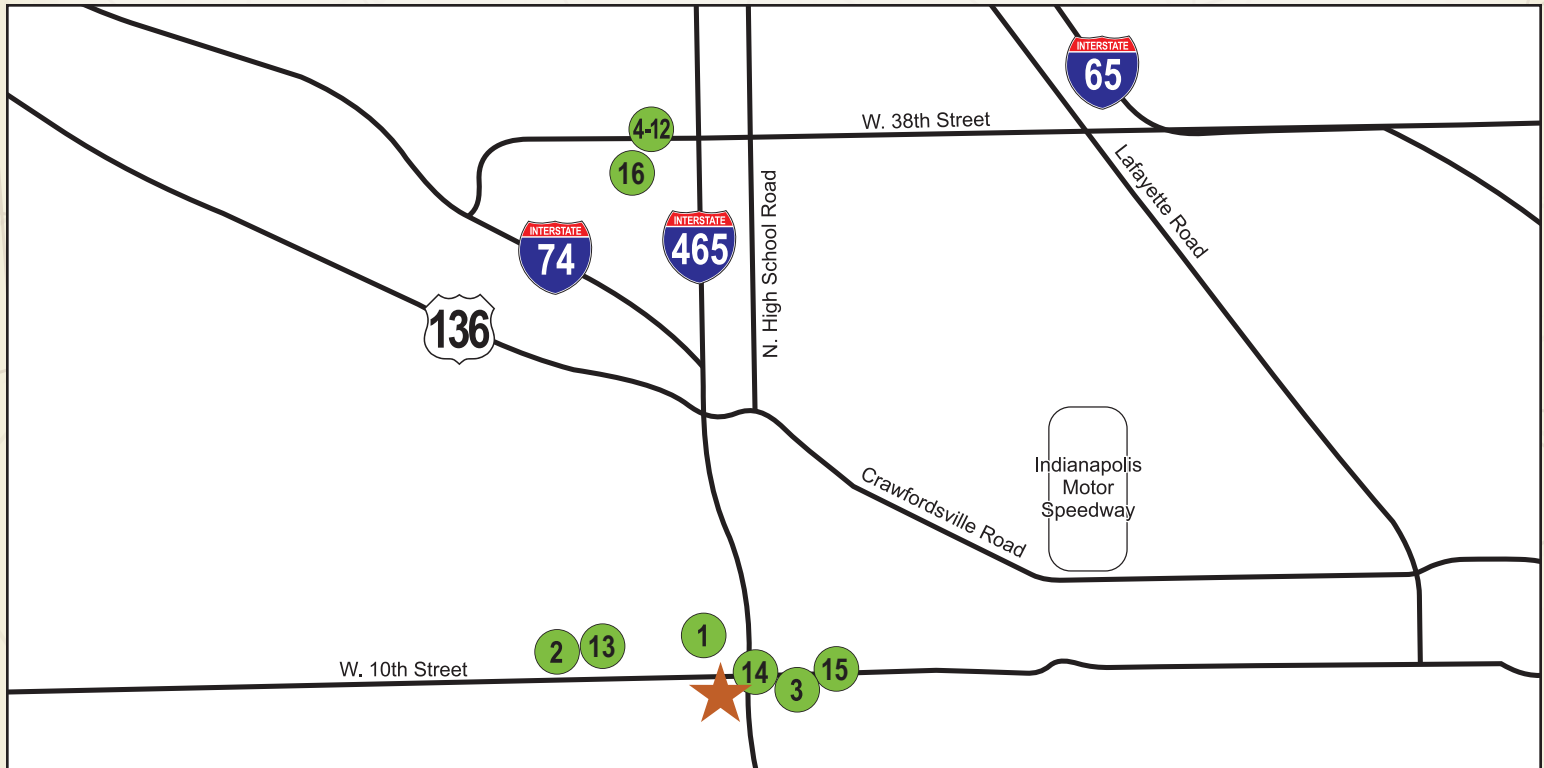 INTERSTATE
65
4-12
W. 38th Street
16
Lafayette Road
N. High School Road
INTERSTATE
74
INTERSTATE
465
136
Indianapolis
Motor
Speedway
Crawfordsville Road
1
2
13
W. 10th Street
14
3
15